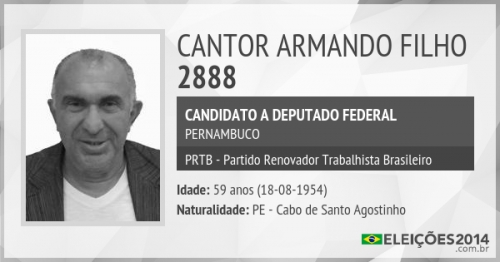 CANTOR ARMANDO FILHO
2888
CANDIDATO A DEPUTADO FEDERAL
PERNAMBUCO
PRTB - Partido Renovador Trabalhista Brasileiro
Idade: 59 anos (18-08-1954)
Naturalidade: PE - Cabo de Santo Agostinho
ELEIÇÕES2014
.com.br